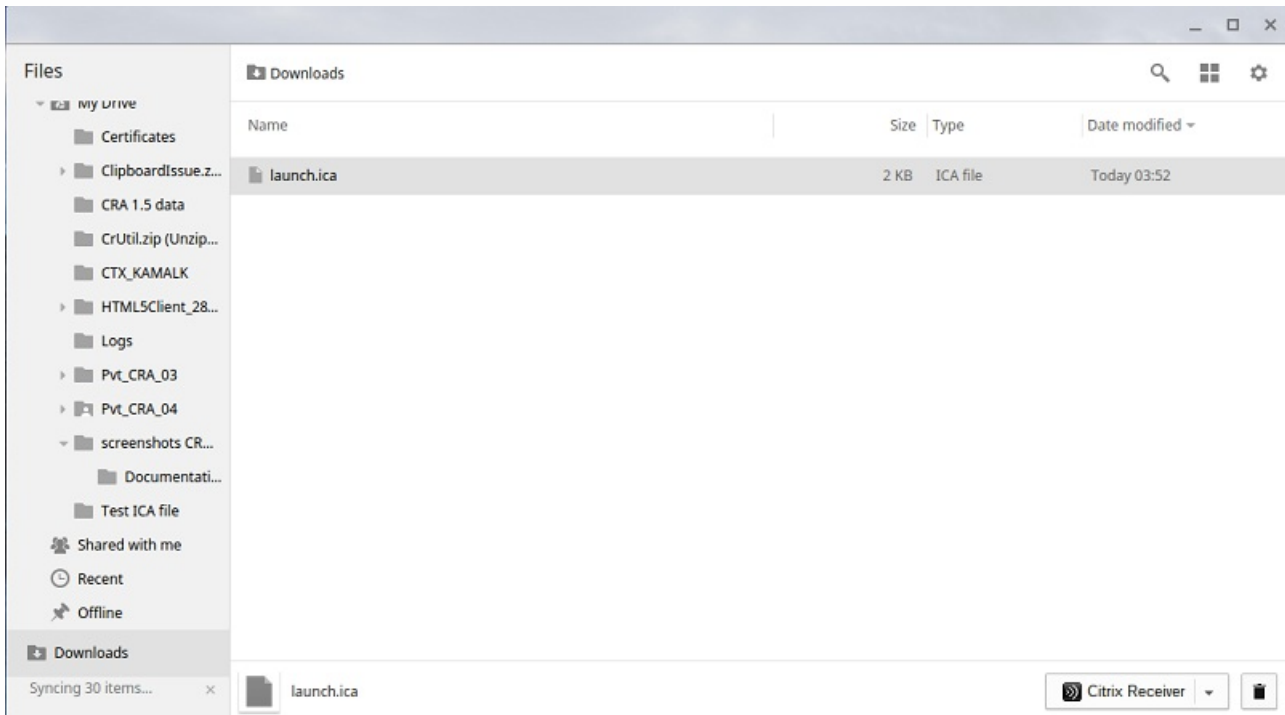 Files
My Drive
Certificates
ClipboardIssue.z...
CRA 1.5 data
CrUtil.zip (Unzip...
CTX_KAMALK
HTML5Client_28...
Logs
Pvt_CRA_03
Pvt_CRA_04
screenshots CR...
Documentati...
Test ICA file
Shared with me
Recent
Offline
Downloads
Syncing 30 items...
Downloads
Name Size Type Date modified
launch.ica 2 KB ICA file Today 03:52
launch.ica Citrix Receiver